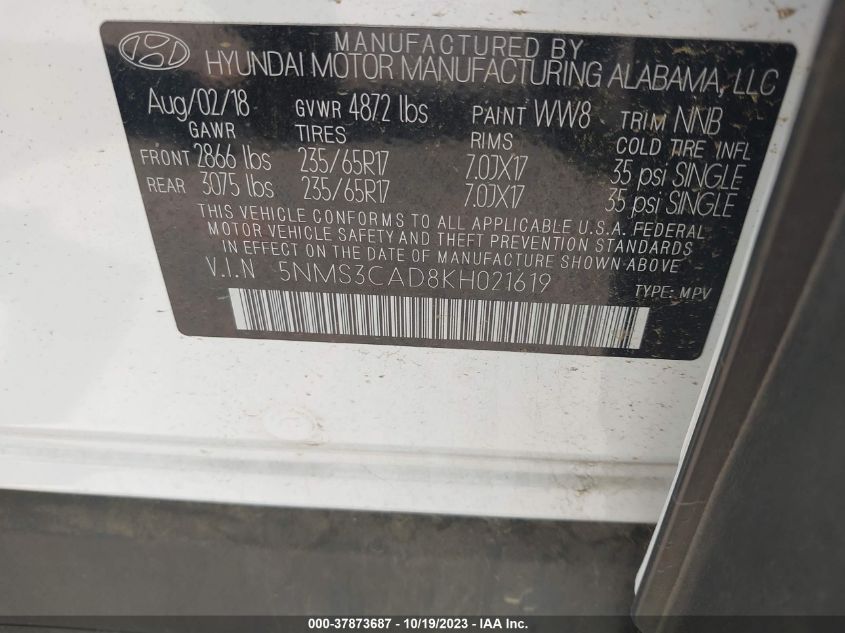 MANUFACTURED BY
HYUNDAI MOTOR MANUFACTURING ALABAMA, LLC
Aug/02/18 GVWR 4872 lbs PAINT WW8 TRIM NNB
GAWR TIRES RIMS COLD TIRE INFL
FRONT 2866 lbs 235/65R17 7.0JX17 35 psi SINGLE
REAR 3075 lbs 235/65R17 7.0JX17 35 psi SINGLE
THIS VEHICLE CONFORMS TO ALL APPLICABLE U.S.A. FEDERAL
MOTOR VEHICLE SAFETY AND THEFT PREVENTION STANDARDS
IN EFFECT ON THE DATE OF MANUFACTURE SHOWN ABOVE
V.I.N 5NMS3CAD8KH021619 TYPE: MPV
000-37873687 - 10/19/2023 - IAA Inc.